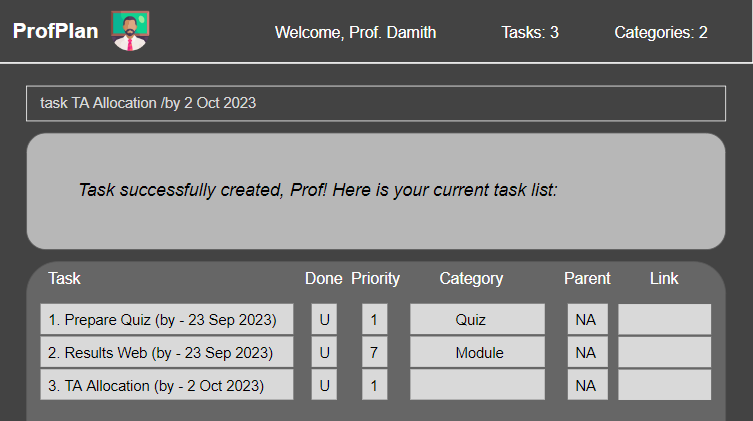 ProfPlan Welcome, Prof. Damith Tasks: 3 Categories: 2
task TA Allocation /by 2 Oct 2023
Task successfully created, Prof! Here is your current task list:
Task Done Priority Category Parent Link
1. Prepare Quiz (by - 23 Sep 2023) U 1 Quiz NA
2. Results Web (by - 23 Sep 2023) U 7 Module NA
3. TA Allocation (by - 2 Oct 2023) U 1 NA